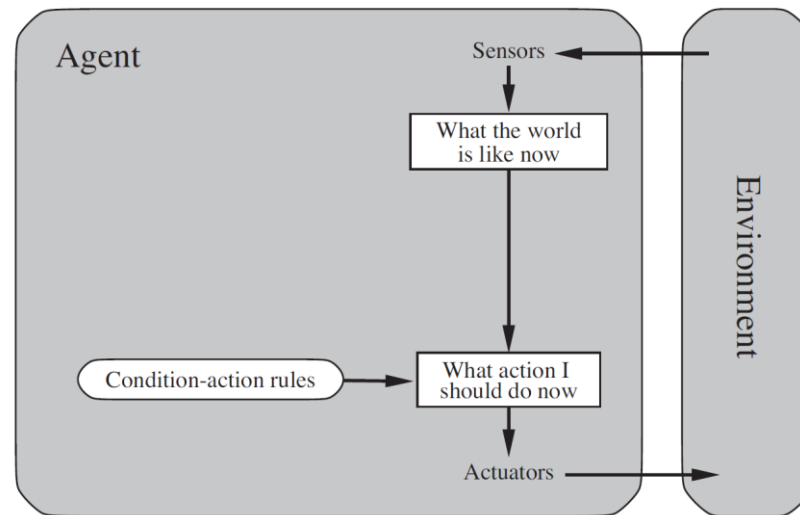 Agent
Sensors
What the world
is like now
Environment
Condition-action rules
What action I
should do now
Actuators